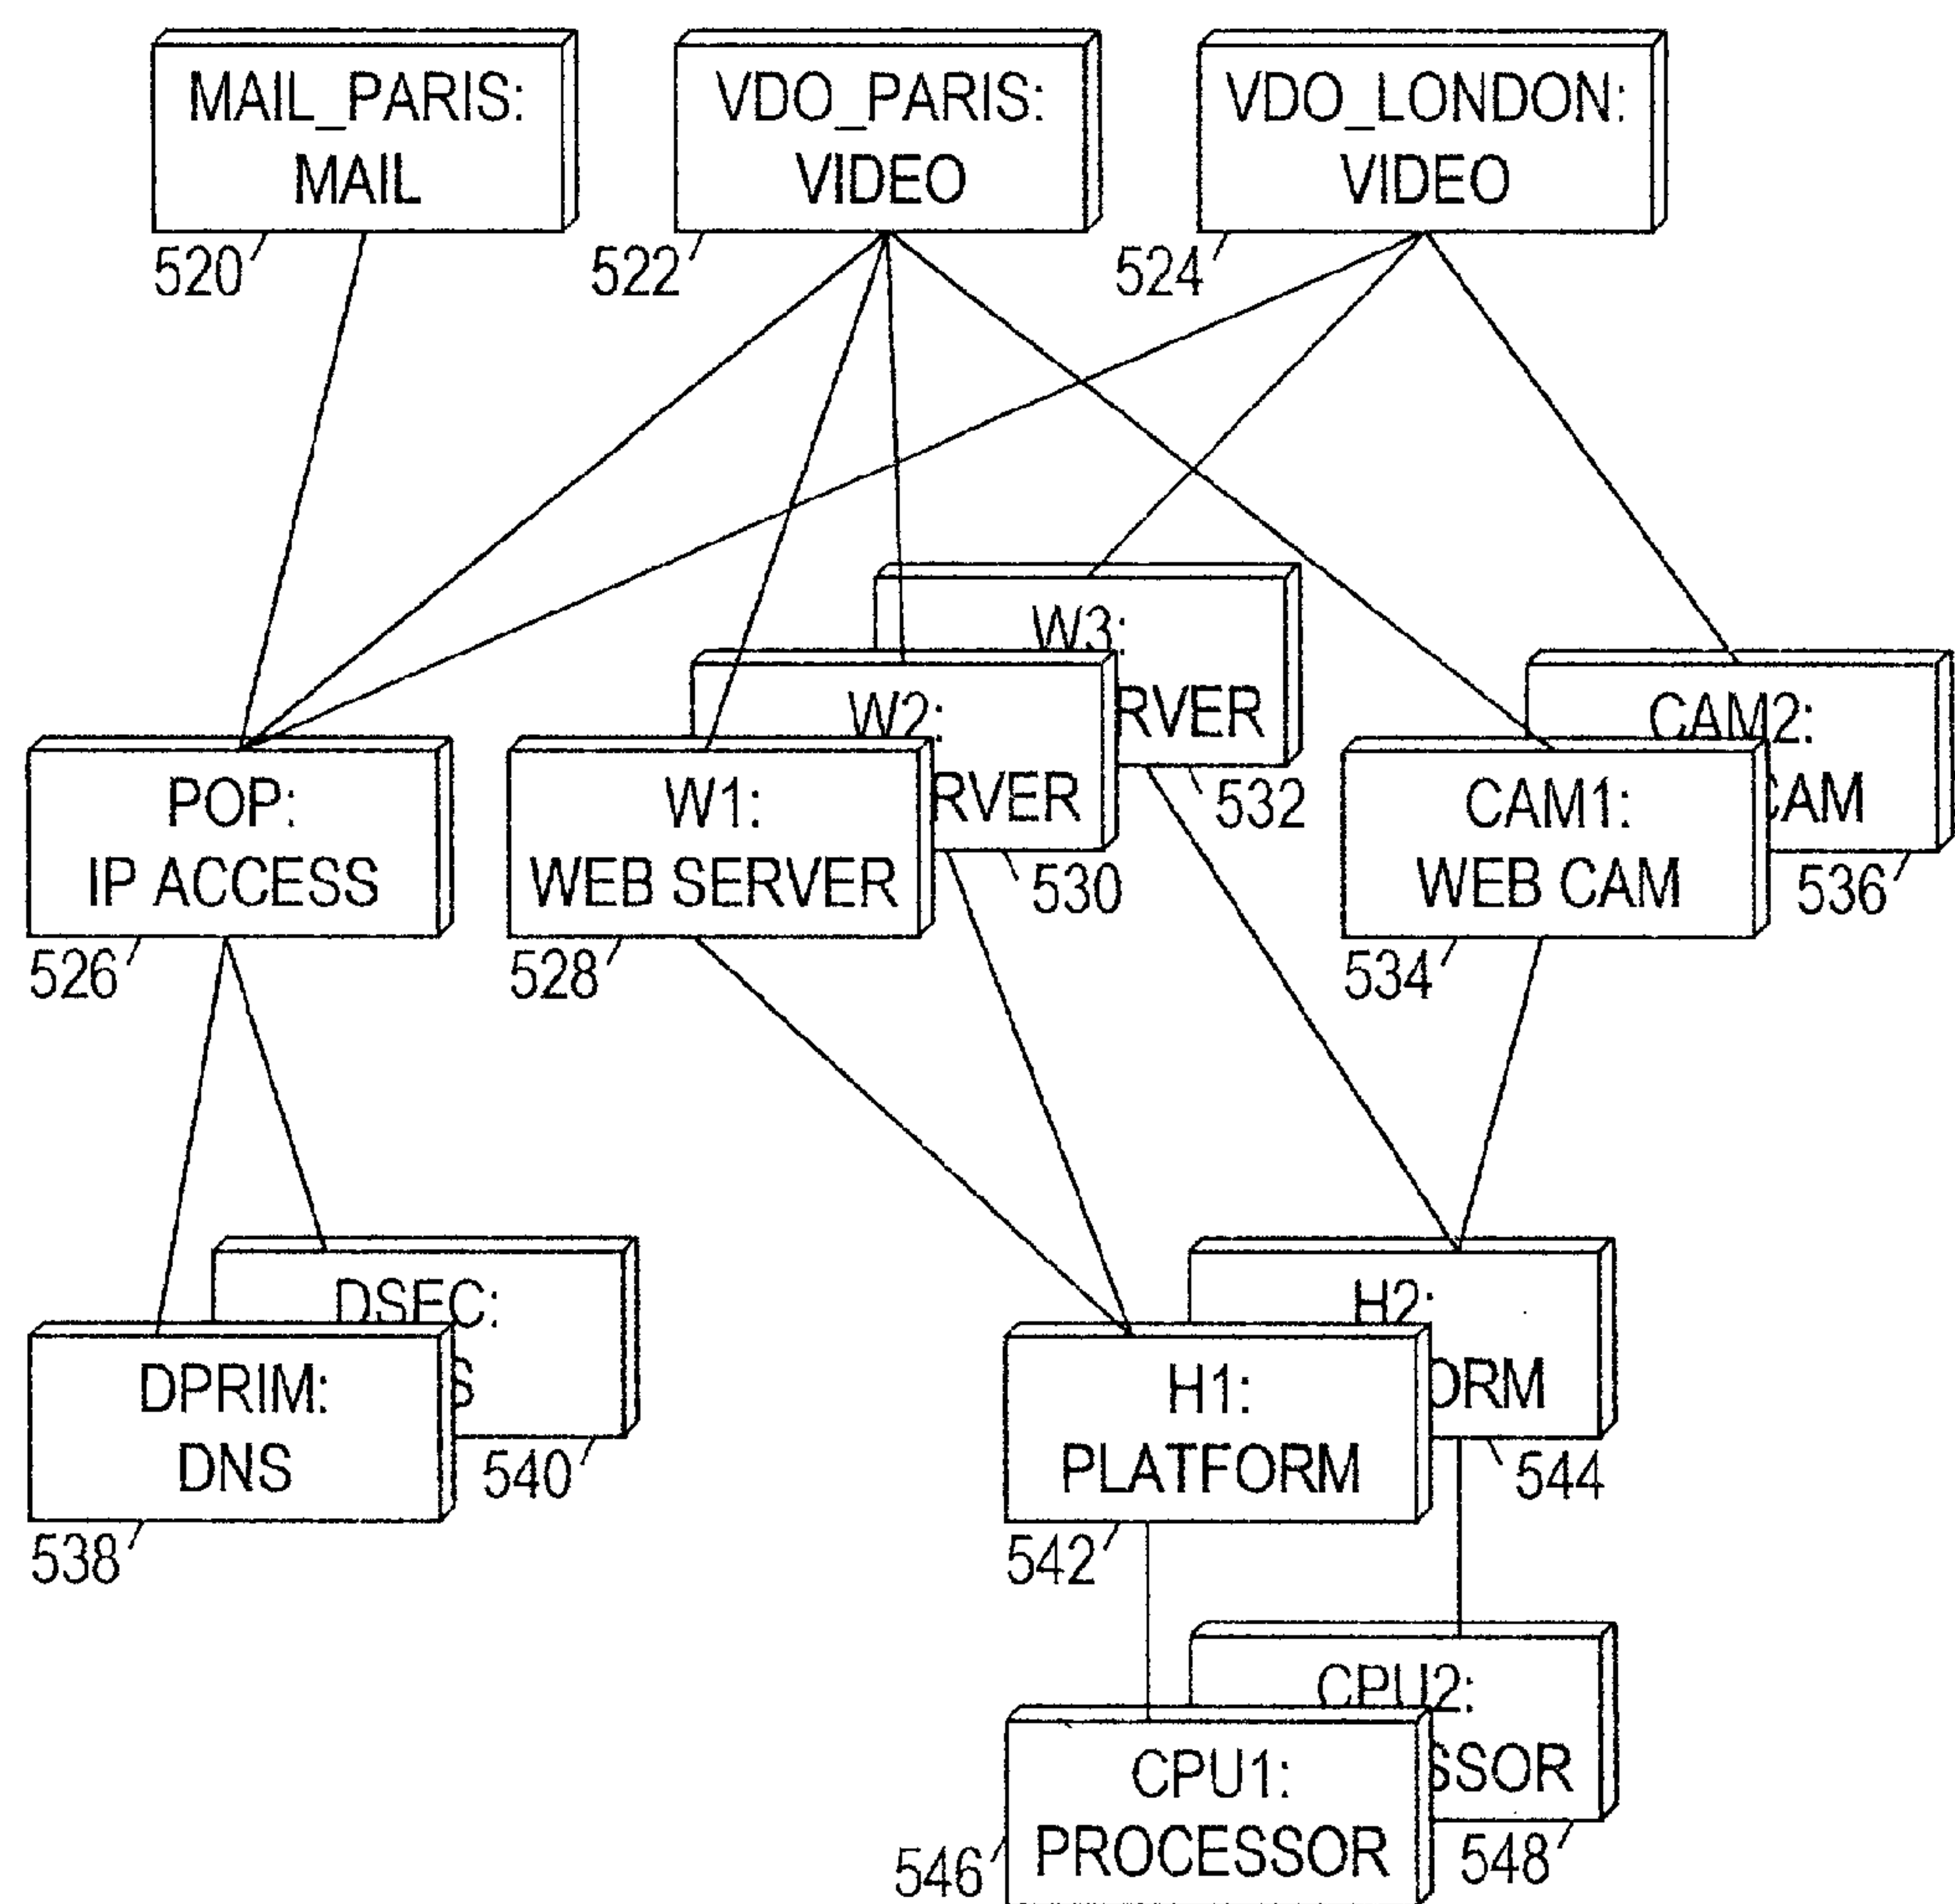 MAIL_PARIS:
MAIL
520
VDO_PARIS:
VIDEO
522
VDO_LONDON:
VIDEO
524
W3:
RVER
532
W2:
RVER
530
W1:
WEB SERVER
528
POP:
IP ACCESS
526
CAM2:
CAM
536
CAM1:
WEB CAM
534
DSEC:
S
540
DPRIM:
DNS
538
H2:
ORM
544
H1:
PLATFORM
542
CPU2:
SSOR
548
CPU1:
PROCESSOR
546